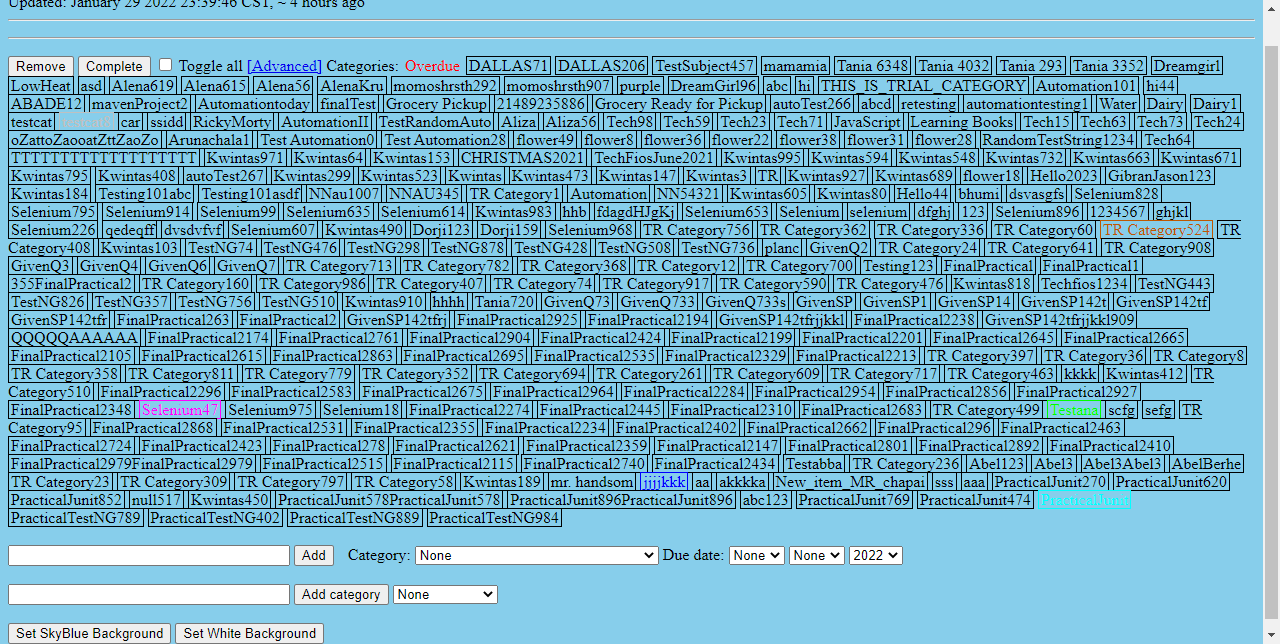 Updated: January 29 2022 23:39:46 CST, ~ 4 hours ago
Remove Complete Toggle all [Advanced] Categories: Overdue DALLAS71 DALLAS206 TestSubject457 mamamia Tania 6348 Tania 4032 Tania 293 Tania 3352 Dreamgirl
LowHeat asd Alena619 Alena615 Alena56 AlenaKru momoshrsth292 momoshrsth907 purple DreamGirl96 abc hi THIS_IS_TRIAL_CATEGORY Automation101 hi44
ABADE12 mavenProject2 Automationtoday finalTest Grocery Pickup 21489235886 Grocery Ready for Pickup autoTest266 abcd retesting automationtesting1 Water Dairy Dairy1
testcat testcat8 car ssidd RickyMorty AutomationII TestRandomAuto Aliza Aliza56 Tech98 Tech59 Tech23 Tech71 JavaScript Learning Books Tech15 Tech63 Tech73 Tech24
oZattoZaooatZttZaoZo Arunachala1 Test Automation0 Test Automation28 flower49 flower8 flower36 flower22 flower38 flower31 flower28 RandomTestString1234 Tech64
TTTTTTTTTTTTTTTTTTT Kwintas971 Kwintas64 Kwintas153 CHRISTMAS2021 TechFiosJune2021 Kwintas995 Kwintas594 Kwintas548 Kwintas732 Kwintas663 Kwintas671
Kwintas795 Kwintas408 autoTest267 Kwintas299 Kwintas523 Kwintas Kwintas473 Kwintas147 Kwintas3 TR Kwintas927 Kwintas689 flower18 Hello2023 GibranJason123
Kwintas184 Testing101abc Testing101asdf NNau1007 NNAU345 TR Category1 Automation NN54321 Kwintas605 Kwintas80 Hello44 bhumi dsvasgfs Selenium828
Selenium795 Selenium914 Selenium99 Selenium635 Selenium614 Kwintas983 hhb fdagdHJgKj Selenium653 Selenium selenium dfghj 123 Selenium896 1234567 ghjkl
Selenium226 qedeqff dvsdvfvf Selenium607 Kwintas490 Dorji123 Dorji159 Selenium968 TR Category756 TR Category362 TR Category336 TR Category60 TR Category524 TR
Category408 Kwintas103 TestNG74 TestNG476 TestNG298 TestNG878 TestNG428 TestNG508 TestNG736 planc GivenQ2 TR Category24 TR Category641 TR Category908
GivenQ3 GivenQ4 GivenQ6 GivenQ7 TR Category713 TR Category782 TR Category368 TR Category12 TR Category700 Testing123 FinalPractical FinalPractical1
355FinalPractical2 TR Category160 TR Category986 TR Category407 TR Category74 TR Category917 TR Category590 TR Category476 Kwintas818 Techfios1234 TestNG443
TestNG826 TestNG357 TestNG756 TestNG510 Kwintas910 hhhh Tania720 GivenQ73 GivenQ733 GivenQ733s GivenSP GivenSP1 GivenSP14 GivenSP142t GivenSP142tf
GivenSP142tfr FinalPractical263 FinalPractical2 GivenSP142tfrj FinalPractical2925 FinalPractical2194 GivenSP142tfrjjkkl FinalPractical2238 GivenSP142tfrjjkkl909
QQQQQAAAAAA FinalPractical2174 FinalPractical2761 FinalPractical2904 FinalPractical2424 FinalPractical2199 FinalPractical2201 FinalPractical2645 FinalPractical2665
FinalPractical2105 FinalPractical2615 FinalPractical2863 FinalPractical2695 FinalPractical2535 FinalPractical2329 FinalPractical2213 TR Category397 TR Category36 TR Category8
TR Category358 TR Category811 TR Category779 TR Category352 TR Category694 TR Category261 TR Category609 TR Category717 TR Category463 kkkk Kwintas412 TR
Category510 FinalPractical2296 FinalPractical2583 FinalPractical2675 FinalPractical2964 FinalPractical2284 FinalPractical2954 FinalPractical2856 FinalPractical2927
FinalPractical2348 Selenium47 Selenium975 Selenium18 FinalPractical2274 FinalPractical2445 FinalPractical2310 FinalPractical2683 TR Category499 Testana scfg sefg TR
Category95 FinalPractical2868 FinalPractical2531 FinalPractical2355 FinalPractical2234 FinalPractical2402 FinalPractical2662 FinalPractical296 FinalPractical2463
FinalPractical2724 FinalPractical2423 FinalPractical278 FinalPractical2621 FinalPractical2359 FinalPractical2147 FinalPractical2801 FinalPractical2892 FinalPractical2410
FinalPractical2979FinalPractical2979 FinalPractical2515 FinalPractical2115 FinalPractical2740 FinalPractical2434 Testabba TR Category236 Abel123 Abel3 Abel3Abel3 AbelBerhe
TR Category23 TR Category309 TR Category797 TR Category58 Kwintas189 mr. handsom jjjjkkk aa akkkka New_item_MR_chapai sss aaa PracticalJunit270 PracticalJunit620
PracticalJunit852 null517 Kwintas450 PracticalJunit578PracticalJunit578 PracticalJunit896PracticalJunit896 abc123 PracticalJunit769 PracticalJunit474 PracticalJunit
PracticalTestNG789 PracticalTestNG402 PracticalTestNG889 PracticalTestNG984
Add Category: None Due date: None None 2022
Add category None
Set SkyBlue Background Set White Background